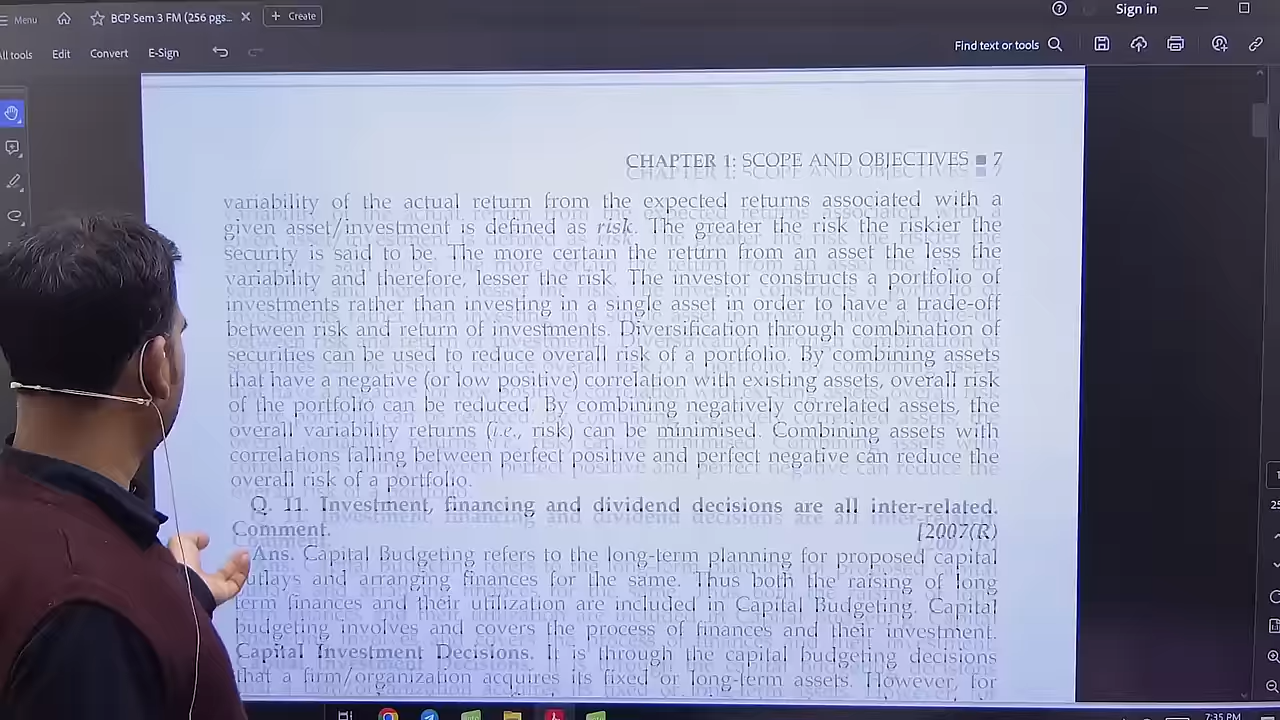 Menu
BCP Sem 3 FM (256 pgs...
Create
Sign in
ll tools
Edit
Convert
E-Sign
Find text or tools
CHAPTER 1: SCOPE AND OBJECTIVES ■ 7
variability of the actual return from the expected returns associated with a
given asset/investment is defined as risk. The greater the risk the riskier the
security is said to be. The more certain the return from an asset the less the
variability and therefore, lesser the risk. The investor constructs a portfolio of
investments rather than investing in a single asset in order to have a trade-off
between risk and return of investments. Diversification through combination of
securities can be used to reduce overall risk of a portfolio. By combining assets
that have a negative (or low positive) correlation with existing assets, overall risk
of the portfolio can be reduced. By combining negatively correlated assets, the
overall variability returns (i.e., risk) can be minimised. Combining assets with
correlations falling between perfect positive and perfect negative can reduce the
overall risk of a portfolio.
Q. 11. Investment, financing and dividend decisions are all inter-related.
Comment. [2007(R)
Ans. Capital Budgeting refers to the long-term planning for proposed capital
utlays and arranging finances for the same. Thus both the raising of long
term finances and their utilization are included in Capital Budgeting. Capital
budgeting involves and covers the process of finances and their investment.
Capital Investment Decisions. It is through the capital budgeting decisions
that a firm/organization acquires its fixed or long-term assets. However, for
7:35 PM